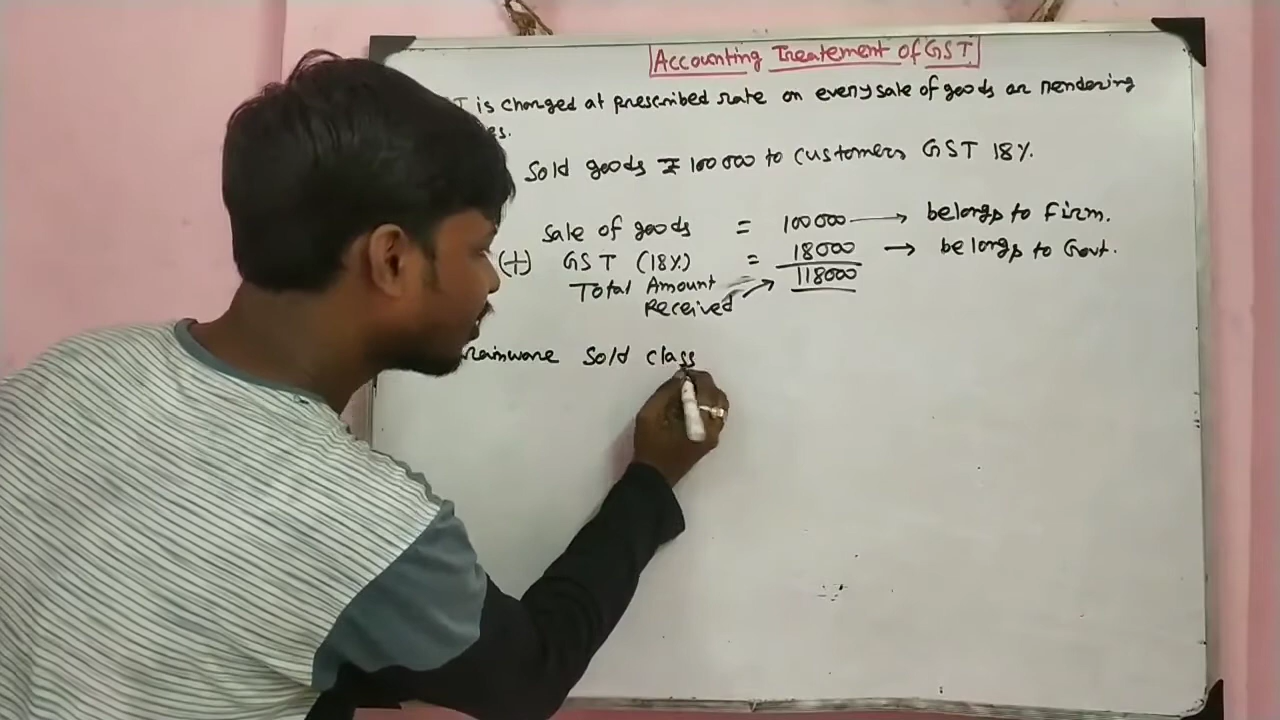 Accounting Treatement of GST
is charged at prescribed rate on every sale of goods or rendering
es.
Sold goods ₹ 100000 to customers GST 18%.
Sale of goods = 100000 → belongs to Firm.
(+) GST (18%) = 18000 → belongs to Govt.
Total Amount 118000
Received →
Sold class